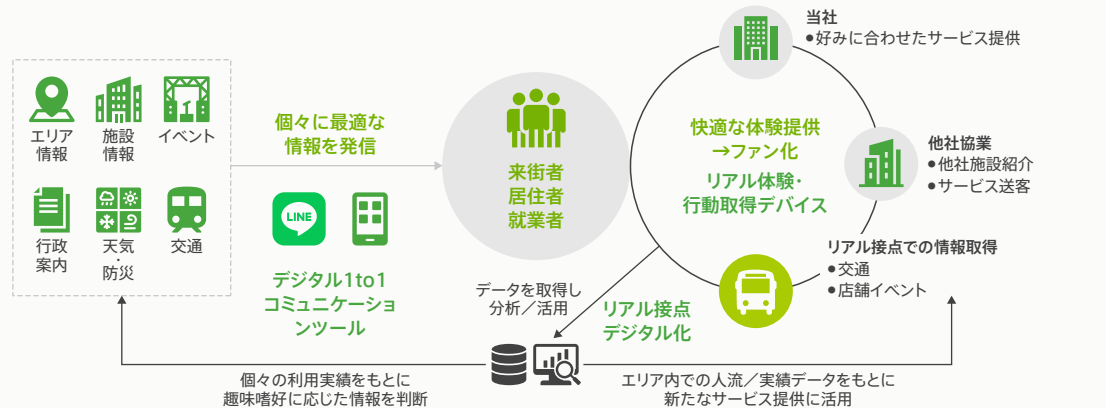 エリア
情報
施設
情報
イベント
行政
案内
天気
・
防災
交通
個々に最適な
情報を発信
LINE
デジタル1to1
コミュニケーショ
ンツール
来街者
居住者
就業者
快適な体験提供
→ファン化
リアル体験・
行動取得デバイス
当社
●好みに合わせたサービス提供
他社協業
●他社施設紹介
●サービス送客
リアル接点での情報取得
●交通
●店舗イベント
データを取得し
分析／活用
リアル接点
デジタル化
個々の利用実績をもとに
趣味嗜好に応じた情報を判断
エリア内での人流／実績データをもとに
新たなサービス提供に活用